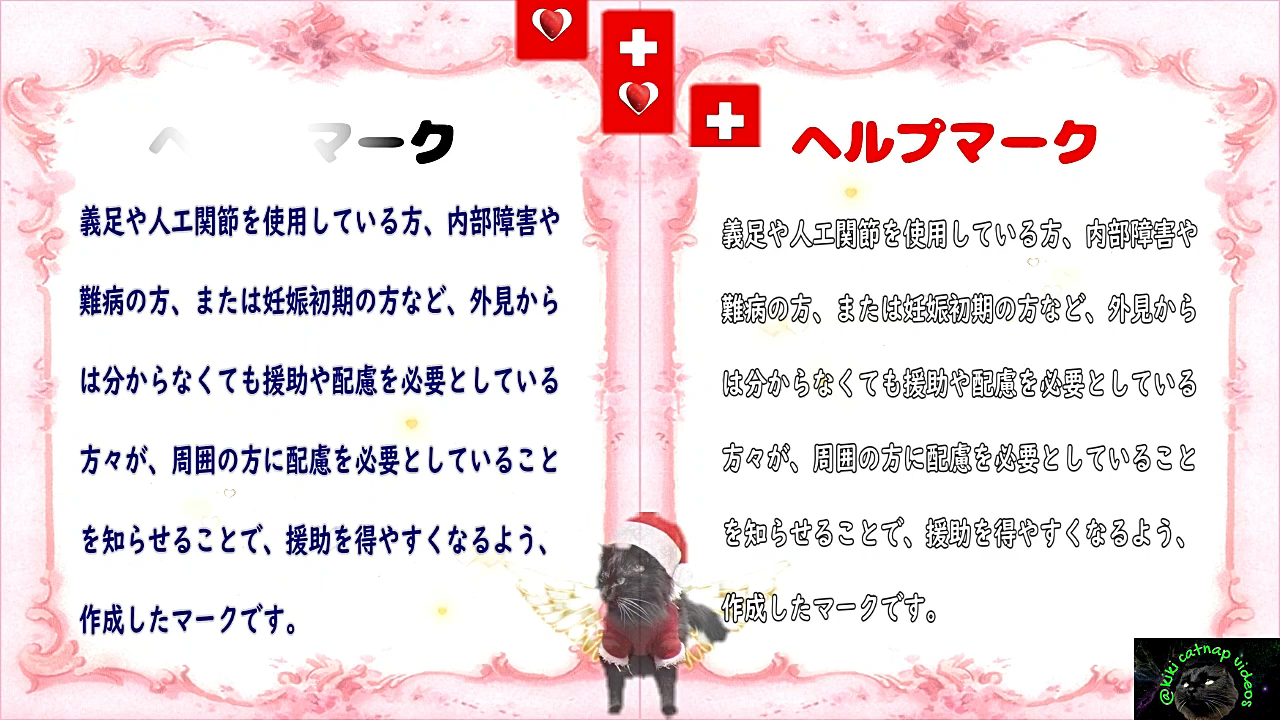 ヘ マーク
義足や人工関節を使用している方、内部障害や
難病の方、または妊娠初期の方など、外見から
は分からなくても援助や配慮を必要としている
方々が、周囲の方に配慮を必要としていること
を知らせることで、援助を得やすくなるよう、
作成したマークです。
ヘルプマーク
義足や人工関節を使用している方、内部障害や
難病の方、または妊娠初期の方など、外見から
は分からなくても援助や配慮を必要としている
方々が、周囲の方に配慮を必要としていること
を知らせることで、援助を得やすくなるよう、
作成したマークです。
@kiki catnap videos